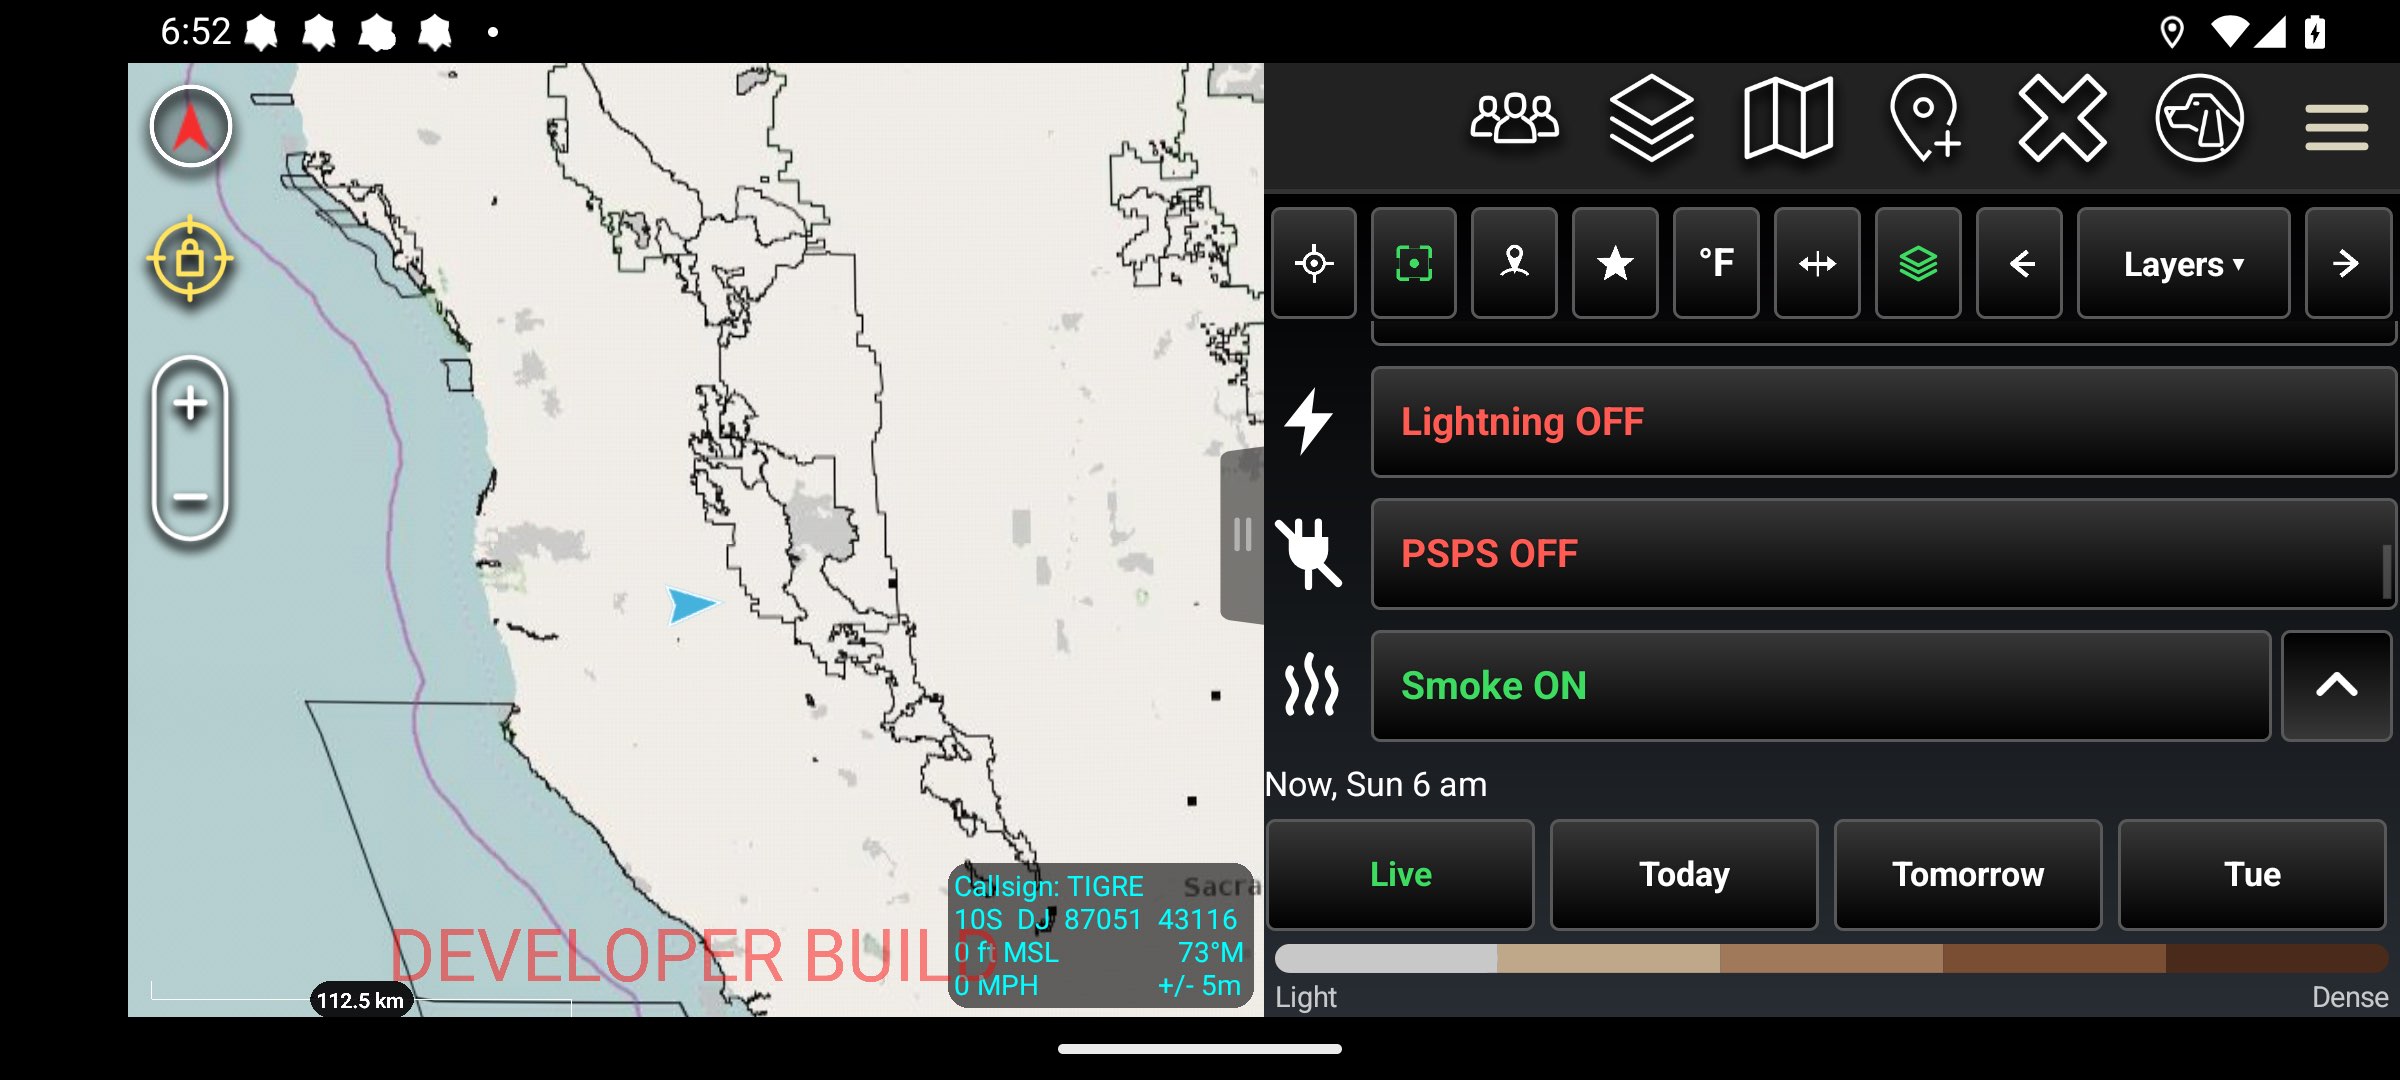 6:52
°F
Layers
Lightning OFF
PSPS OFF
Smoke ON
Now, Sun 6 am
Live
Today
Tomorrow
Tue
Light
Dense
Sacra
Callsign: TIGRE
10S DJ 87051 43116
0 ft MSL 73°M
0 MPH +/- 5m
DEVELOPER BUILD
112.5 km